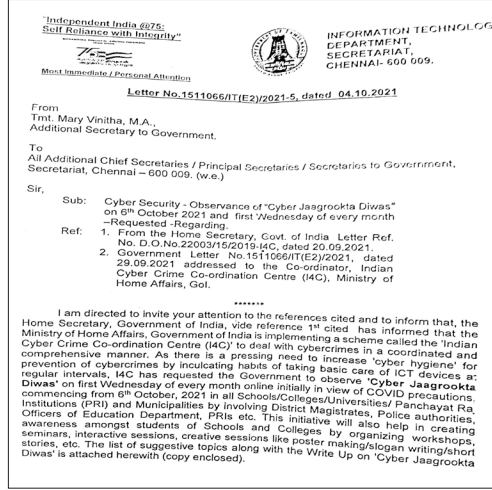 "Independent India @75:
Self Reliance with Integrity"
INFORMATION TECHNOLOG
DEPARTMENT,
SECRETARIAT,
CHENNAI- 600 009.
Most Immediate / Personal Attention
Letter No.1511066/IT(E2)/2021-5, dated 04.10.2021
From
Tmt. Mary Vinitha, M.A.,
Additional Secretary to Government.
To
All Additional Chief Secretaries / Principal Secretaries / Secretaries to Government,
Secretariat, Chennai – 600 009. (w.e.)
Sir,
Sub: Cyber Security - Observance of "Cyber Jaagrookta Diwas"
on 6th October 2021 and first Wednesday of every month
–Requested -Regarding.
Ref: 1. From the Home Secretary, Govt. of India Letter Ref.
No. D.O.No.22003/15/2019-I4C, dated 20.09.2021.
2. Government Letter No.1511066/IT(E2)/2021, dated
29.09.2021 addressed to the Co-ordinator, Indian
Cyber Crime Co-ordination Centre (I4C), Ministry of
Home Affairs, GoI.
*******
I am directed to invite your attention to the references cited and to inform that, the
Home Secretary, Government of India, vide reference 1st cited has informed that the
Ministry of Home Affairs, Government of India is implementing a scheme called the 'Indian
Cyber Crime Co-ordination Centre (I4C)' to deal with cybercrimes in a coordinated and
comprehensive manner. As there is a pressing need to increase 'cyber hygiene' for
prevention of cybercrimes by inculcating habits of taking basic care of ICT devices at
regular intervals, I4C has requested the Government to observe 'Cyber Jaagrookta
Diwas' on first Wednesday of every month online initially in view of COVID precautions.
commencing from 6th October, 2021 in all Schools/Colleges/Universities/ Panchayat Ra
Institutions (PRI) and Municipalities by involving District Magistrates, Police authorities,
Officers of Education Department, PRIs etc. This initiative will also help in creating
awareness amongst students of Schools and Colleges by organizing workshops,
seminars, interactive sessions, creative sessions like poster making/slogan writing/short
stories, etc. The list of suggestive topics along with the Write Up on 'Cyber Jaagrookta
Diwas' is attached herewith (copy enclosed).